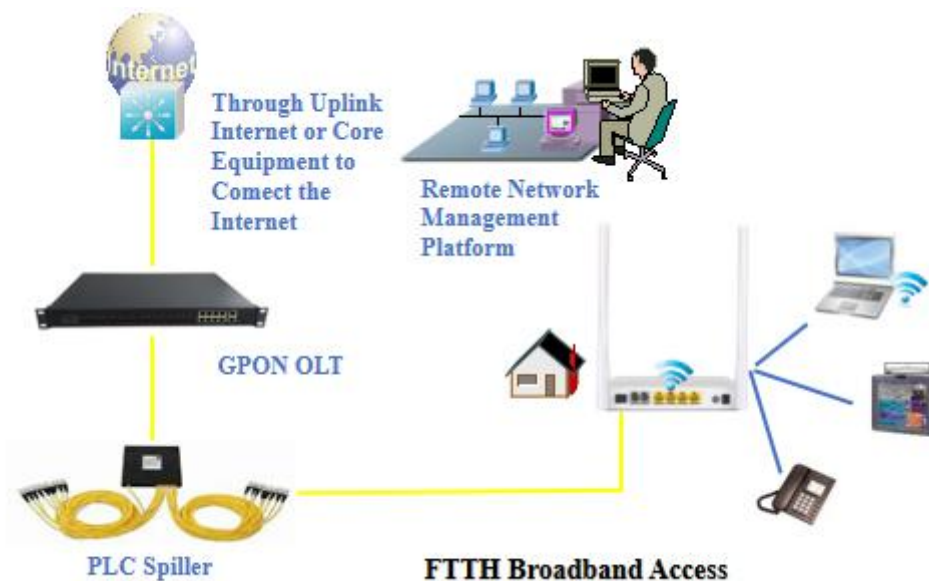 Internet
Through Uplink
Internet or Core
Equipment to
Comect the
Internet
Remote Network
Management
Platform
GPON OLT
PLC Spiller
FTTH Broadband Access